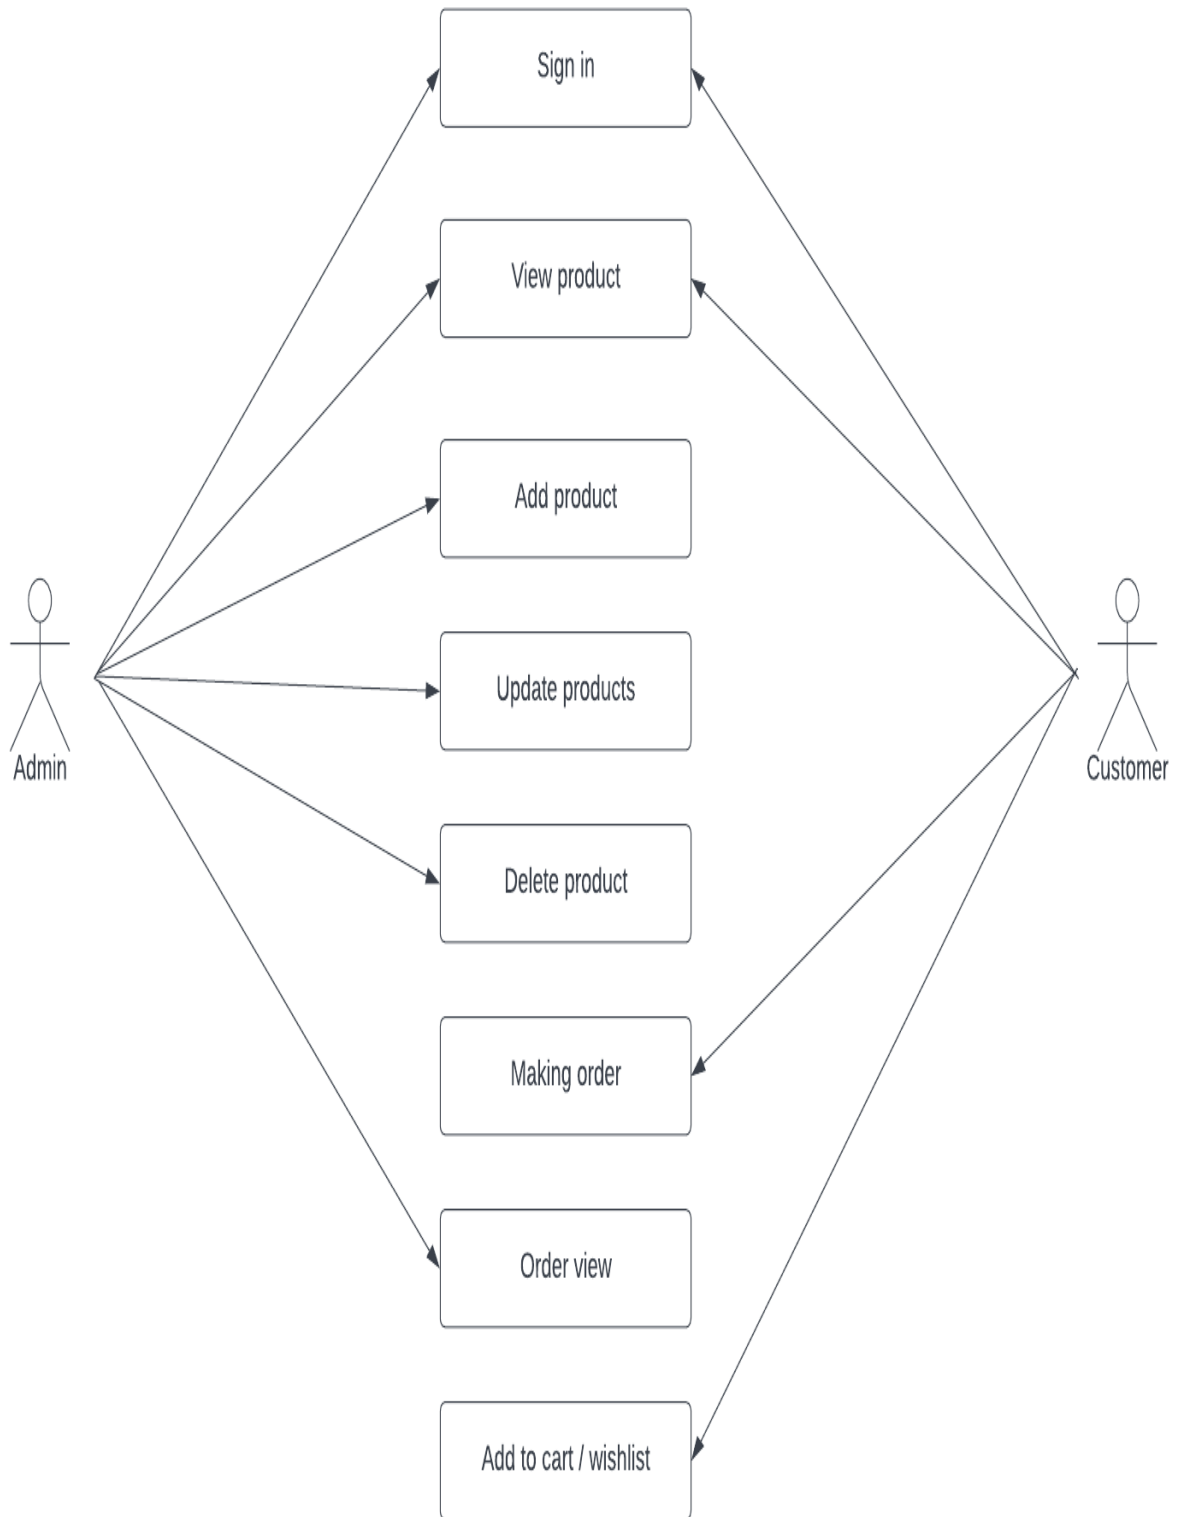 Sign in
View product
Add product
Update products
Admin
Customer
Delete product
Making order
Order view
Add to cart / wishlist